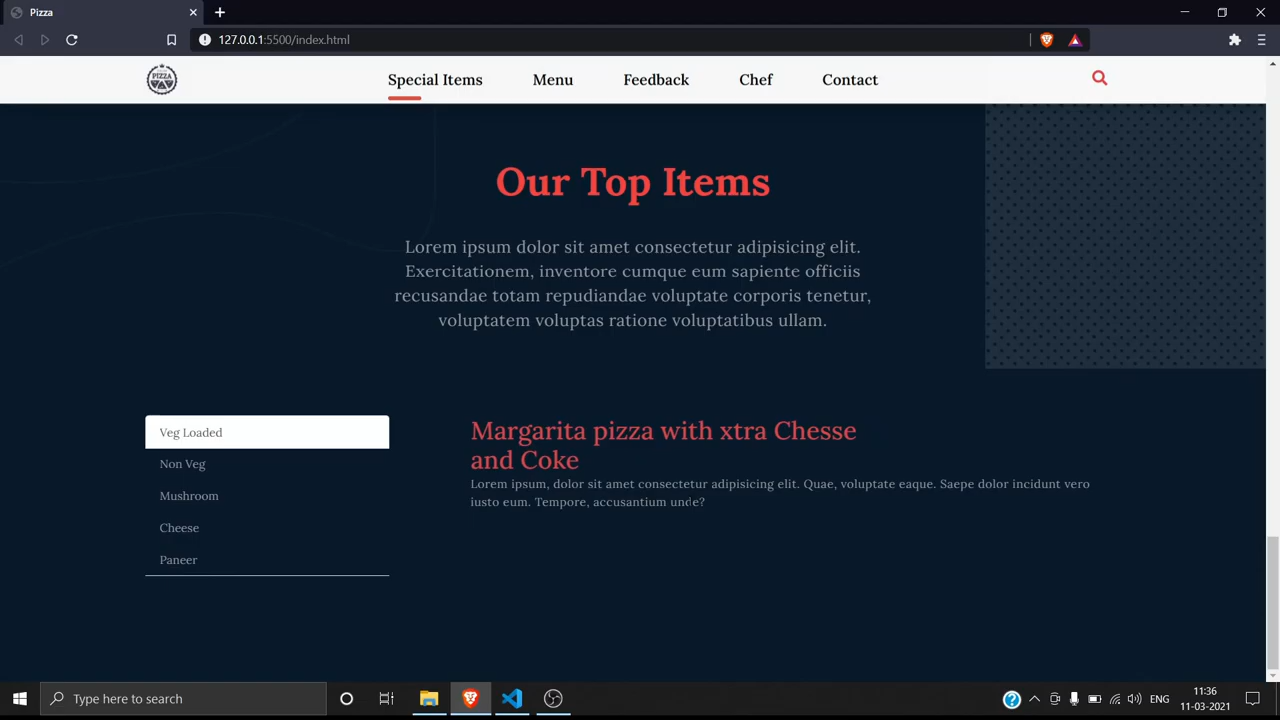 Pizza
127.0.0.1:5500/index.html
PIZZA
Special Items
Menu
Feedback
Chef
Contact
Our Top Items
Lorem ipsum dolor sit amet consectetur adipisicing elit.
Exercitationem, inventore cumque eum sapiente officiis
recusandae totam repudiandae voluptate corporis tenetur,
voluptatem voluptas ratione voluptatibus ullam.
Veg Loaded
Non Veg
Mushroom
Cheese
Paneer
Margarita pizza with xtra Chesse
and Coke
Lorem ipsum, dolor sit amet consectetur adipisicing elit. Quae, voluptate eaque. Saepe dolor incidunt vero
iusto eum. Tempore, accusantium unde?
Type here to search
ENG
11:36
11-03-2021